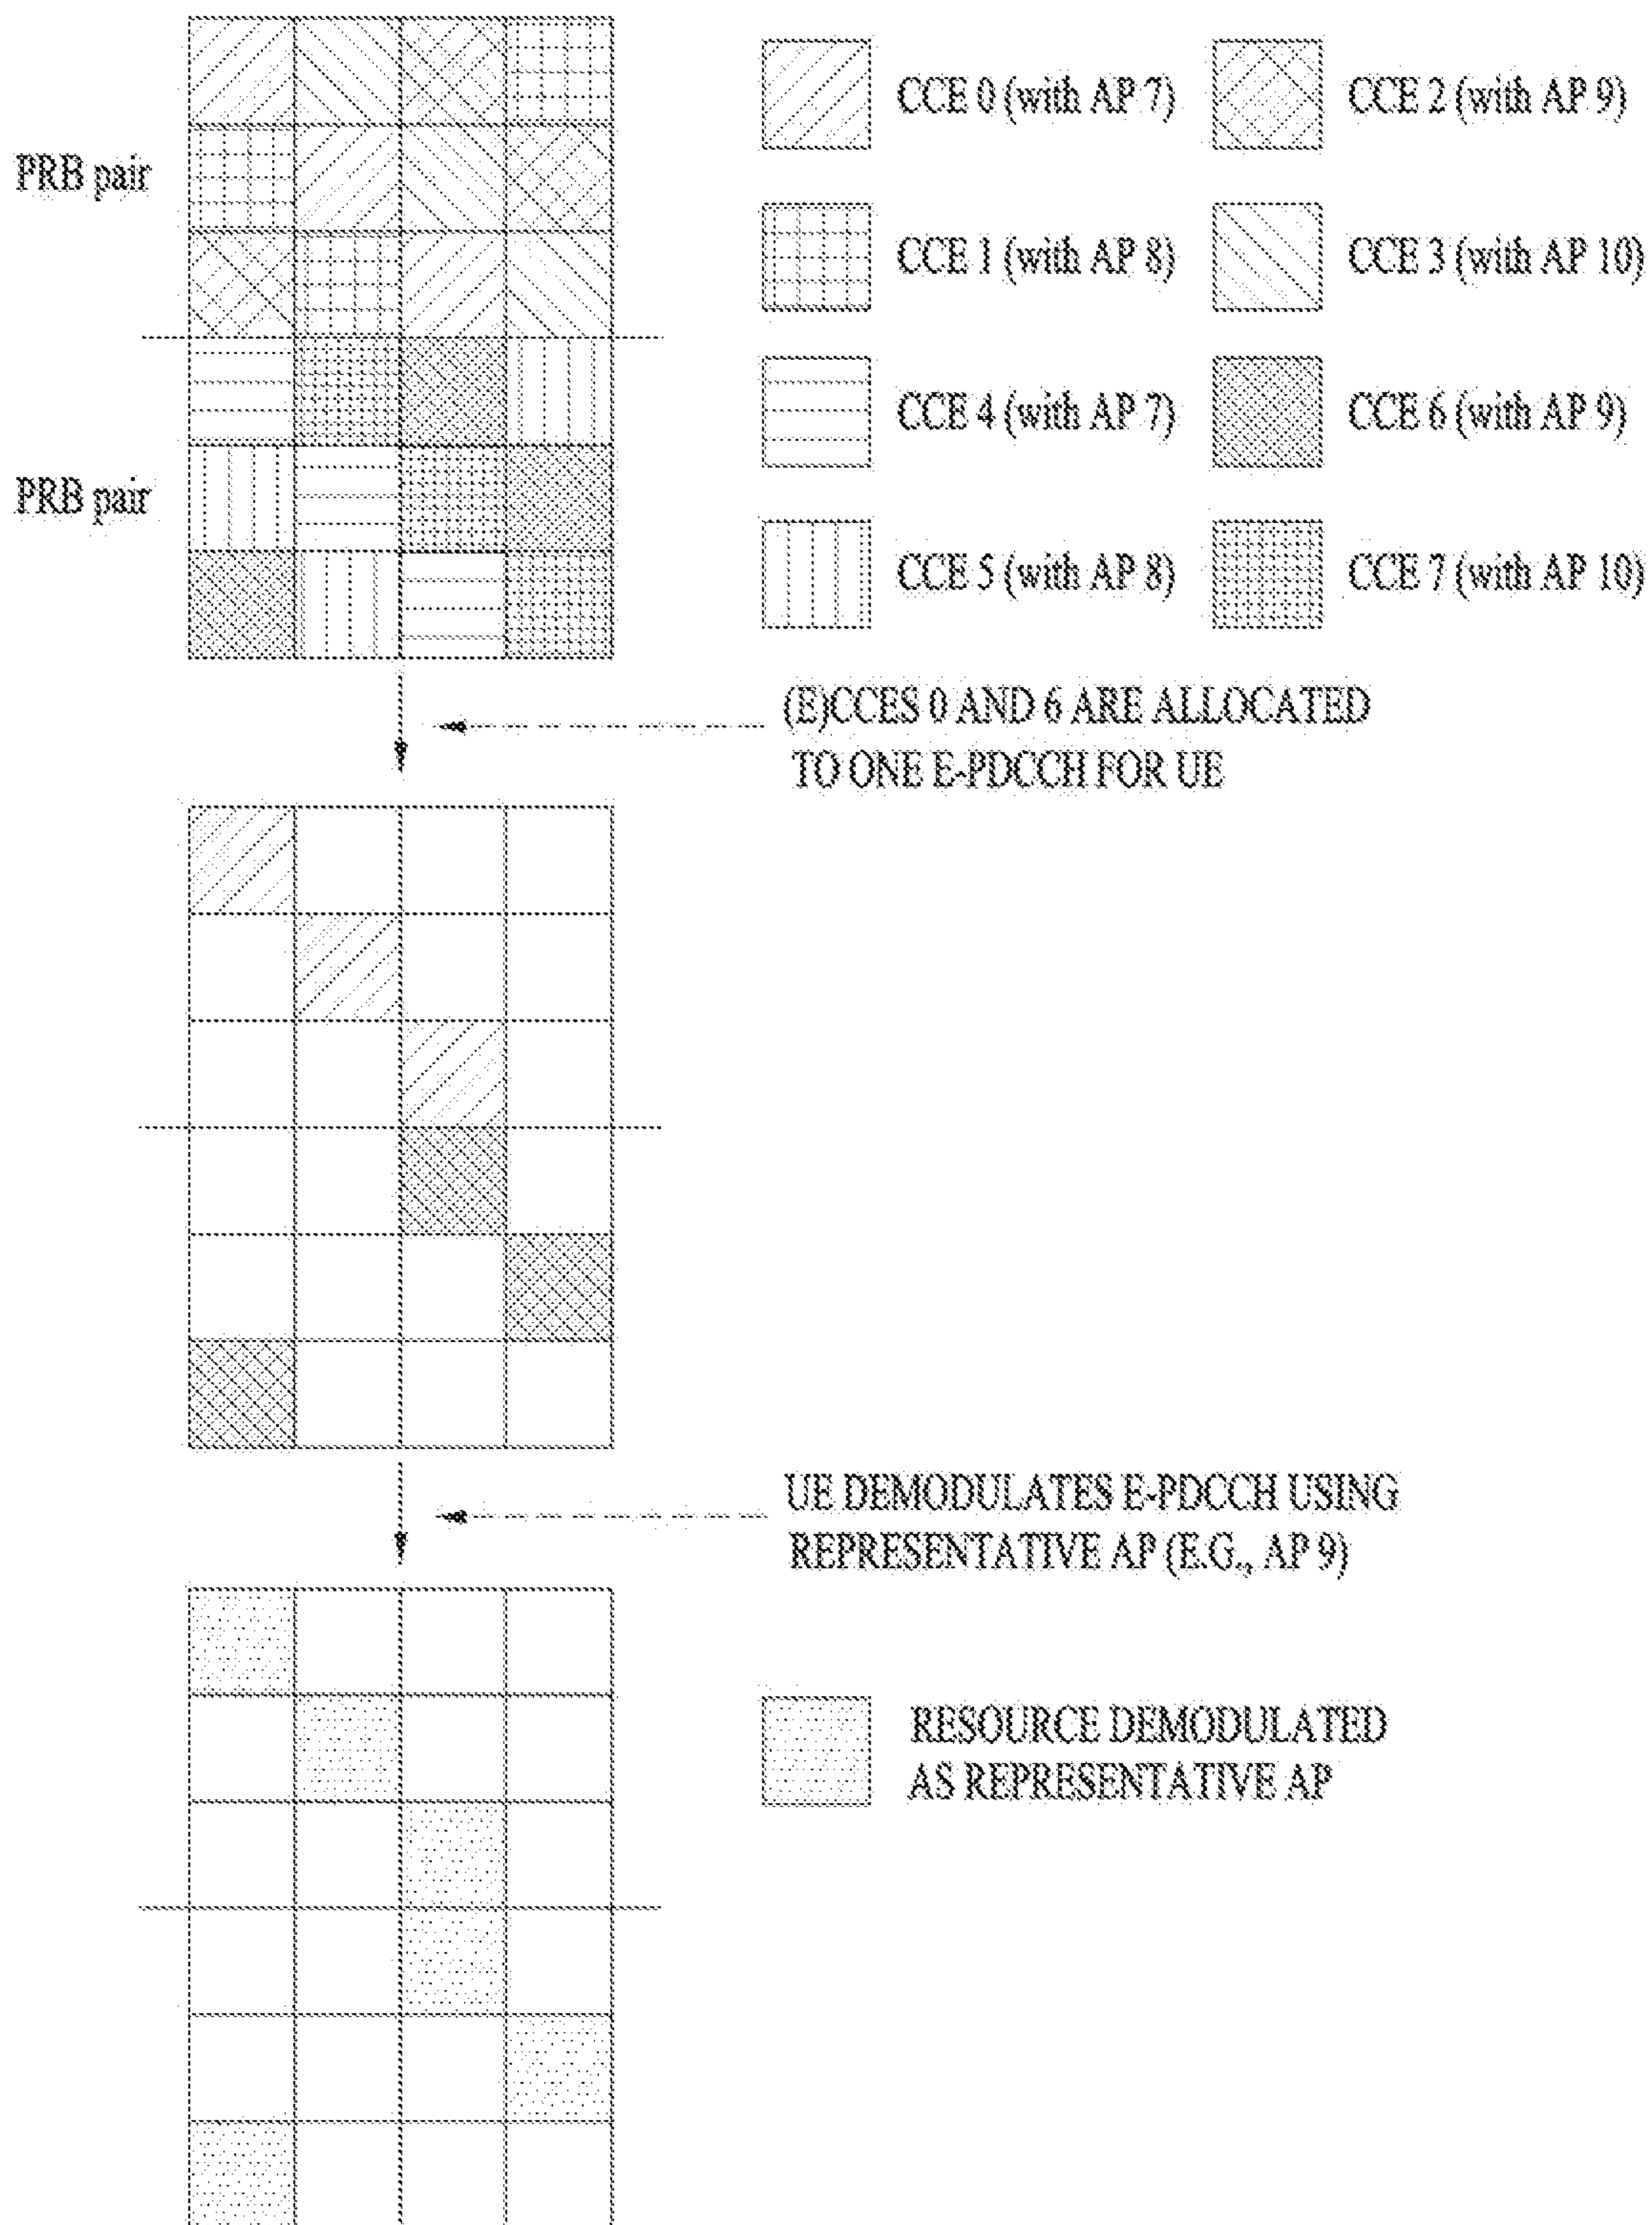 PRB pair
PRB pair
CCE 0 (with AP 7)
CCE 2 (with AP 9)
CCE 1 (with AP 8)
CCE 3 (with AP 10)
CCE 4 (with AP 7)
CCE 6 (with AP 9)
CCE 5 (with AP 8)
CCE 7 (with AP 10)
(E)CCES 0 AND 6 ARE ALLOCATED
TO ONE E-PDCCH FOR UE
UE DEMODULATES E-PDCCH USING
REPRESENTATIVE AP (E.G., AP 9)
RESOURCE DEMODULATED
AS REPRESENTATIVE AP